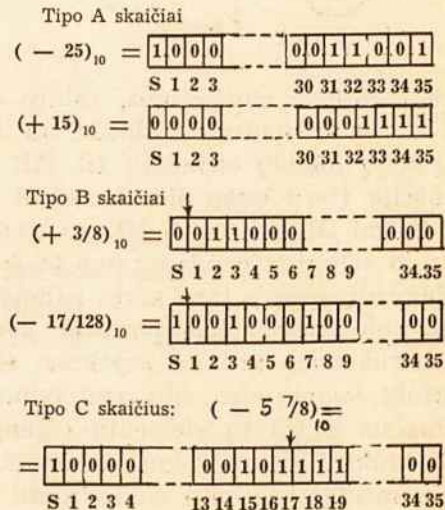 Tipo A skaičiai
(− 25)₁₀ = 1 0 0 0 0 0 1 1 0 0 1
S 1 2 3 30 31 32 33 34 35
(+ 15)₁₀ = 0 0 0 0 0 0 0 1 1 1 1
S 1 2 3 30 31 32 33 34 35
Tipo B skaičiai
(+ 3/8)₁₀ = 0 0 1 1 0 0 0 0 0 0
S 1 2 3 4 5 6 7 8 9 34.35
(− 17/128)₁₀ = 1 0 0 1 0 0 0 1 0 0 0 0
S 1 2 3 4 5 6 7 8 9 34 35
Tipo C skaičius: (− 5 7/8)₁₀ =
= 1 0 0 0 0 0 0 1 0 1 1 1 1 0 0
S 1 2 3 4 13 14 15 16 17 18 19 34 35